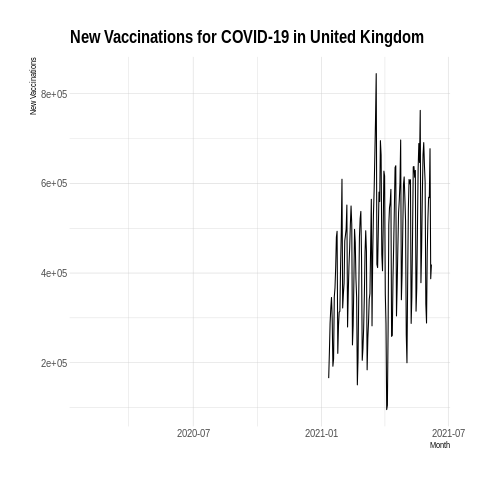 New Vaccinations for COVID-19 in United Kingdom
New Vaccinations
8e+05
6e+05
4e+05
2e+05
2020-07
2021-01
2021-07
Month